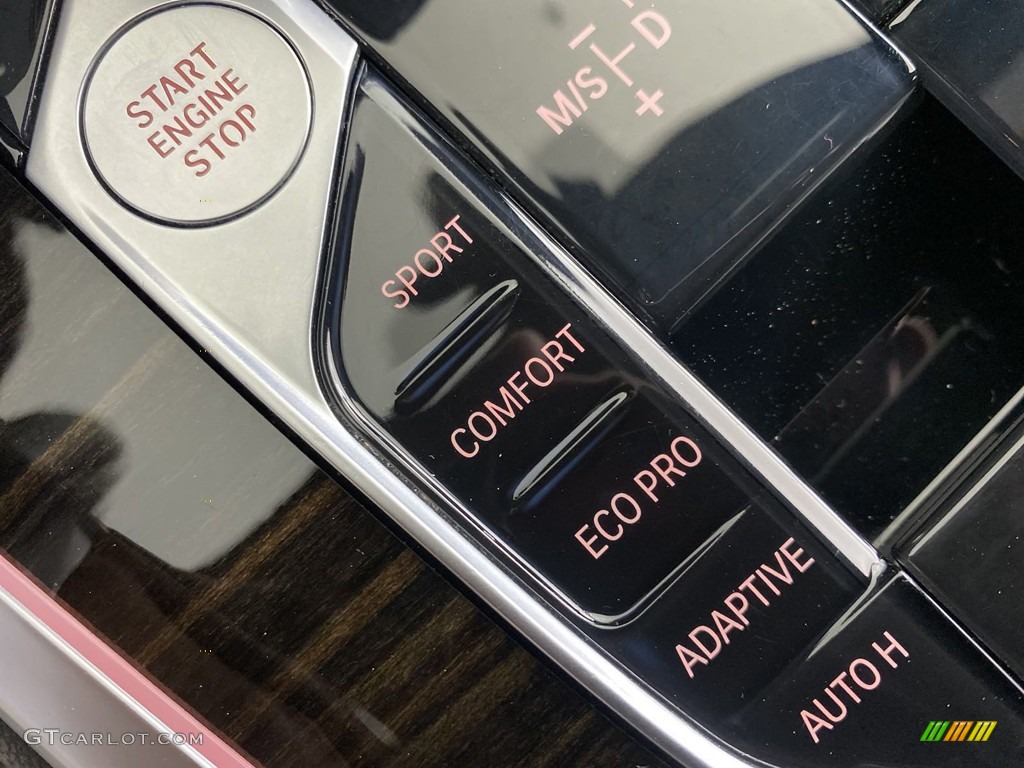 START
ENGINE
STOP
M/S
D
−
+
SPORT
COMFORT
ECO PRO
ADAPTIVE
AUTO H
GTCARLOT.COM